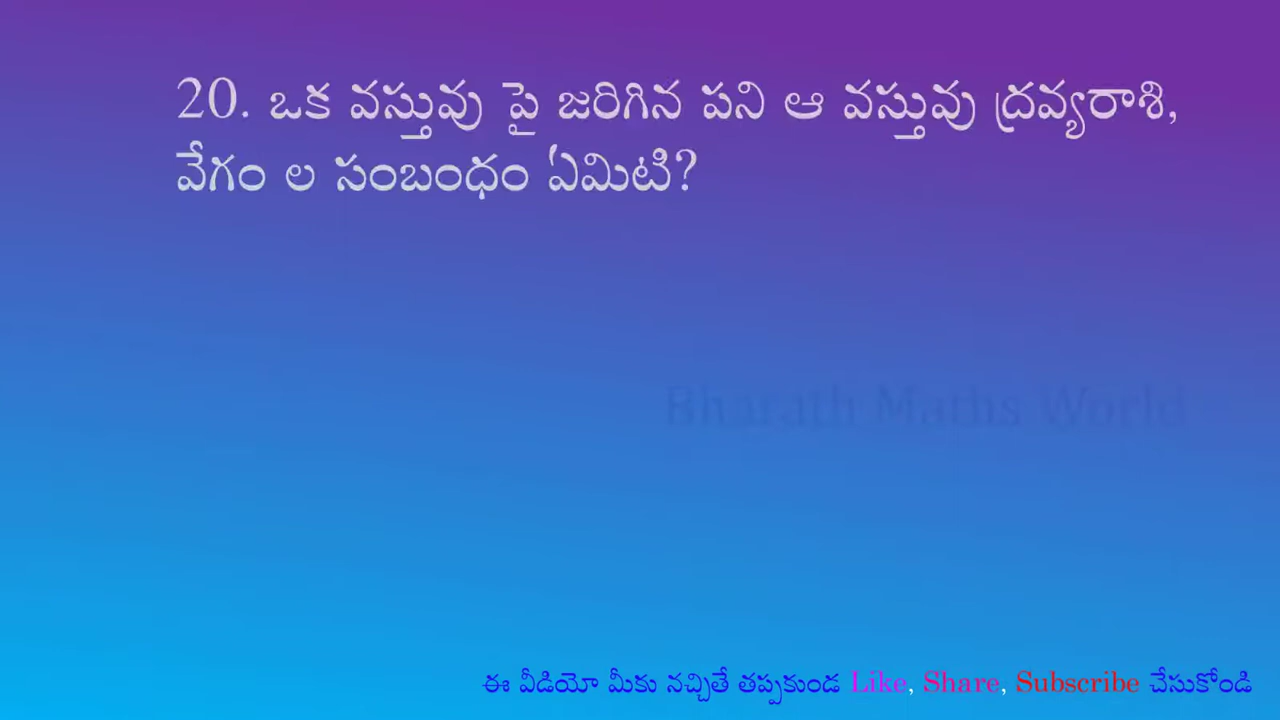 20. ఒక వస్తువు పై జరిగిన పని ఆ వస్తువు ద్రవ్యరాశి,
వేగం ల సంబంధం ఏమిటి?
Bharath Maths World
ఈ వీడియో మీకు నచ్చితే తప్పకుండ Like, Share, Subscribe చేసుకోండి